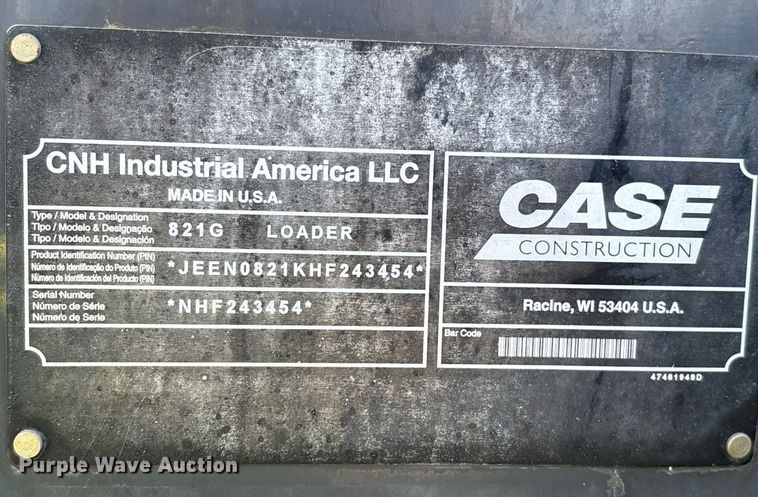 CNH Industrial America LLC
MADE IN U.S.A.
Type / Model & Designation
Tipo / Modelo & Designação
Tipo / Modelo & Designación
821G LOADER
Product Identification Number (PIN)
Número de Identificação do Produto (PIN)
Número de Identificación del Producto (PIN)
*JEEN0821KHF243454*
Serial Number
Número de Série
Número de Serie
*NHF243454*
CASE
CONSTRUCTION
Racine, WI 53404 U.S.A.
Bar Code
47461949D
Purple Wave Auction